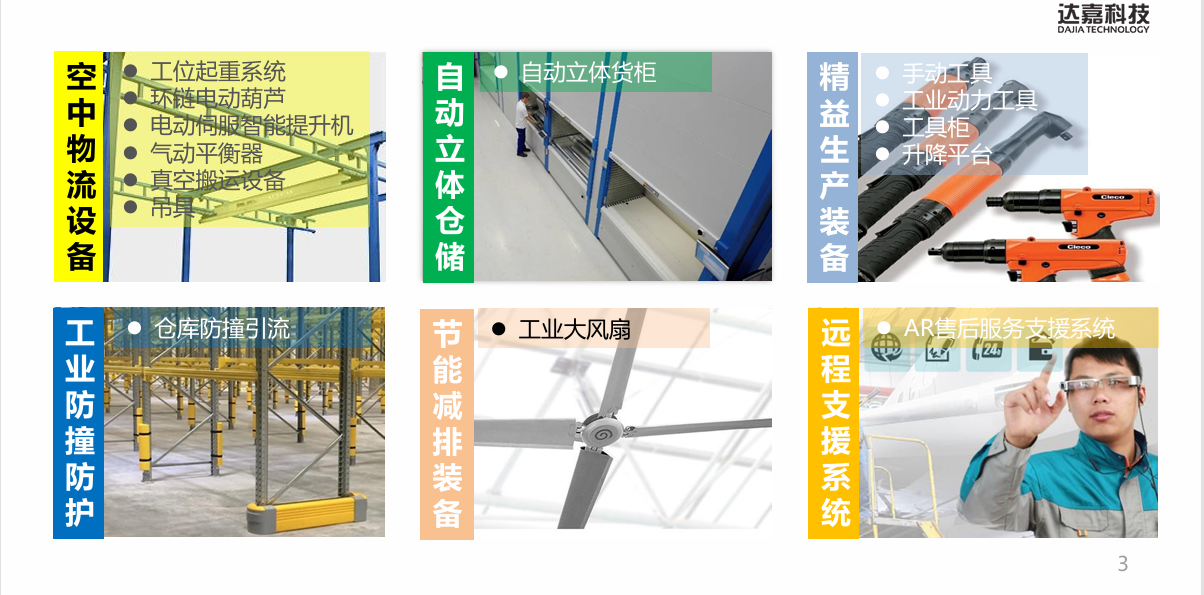 达嘉科技
DAJIA TECHNOLOGY
空中物流设备
工位起重系统
环链电动葫芦
电动伺服智能提升机
气动平衡器
真空搬运设备
吊具
自动立体仓储
自动立体货柜
精益生产装备
手动工具
工业动力工具
工具柜
升降平台
Cleco
Cleco
工业防撞防护
仓库防撞引流
节能减排装备
工业大风扇
远程支援系统
AR售后服务支援系统
24h
3